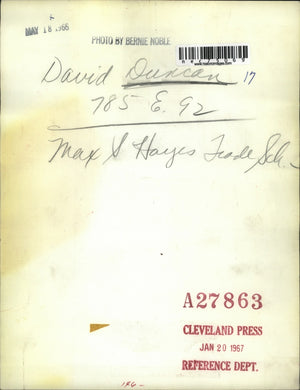 MAY 18 1966
PHOTO BY BERNIE NOBLE
David Duncan 17
785 E. 92
Max S Hayes Trade Sch.
A27863
CLEVELAND PRESS
JAN 20 1967
REFERENCE DEPT.